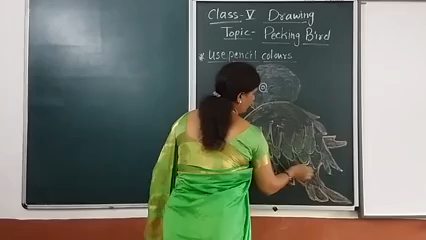 Class-V Drawing
Topic- Pecking Bird
* Use pencil colours